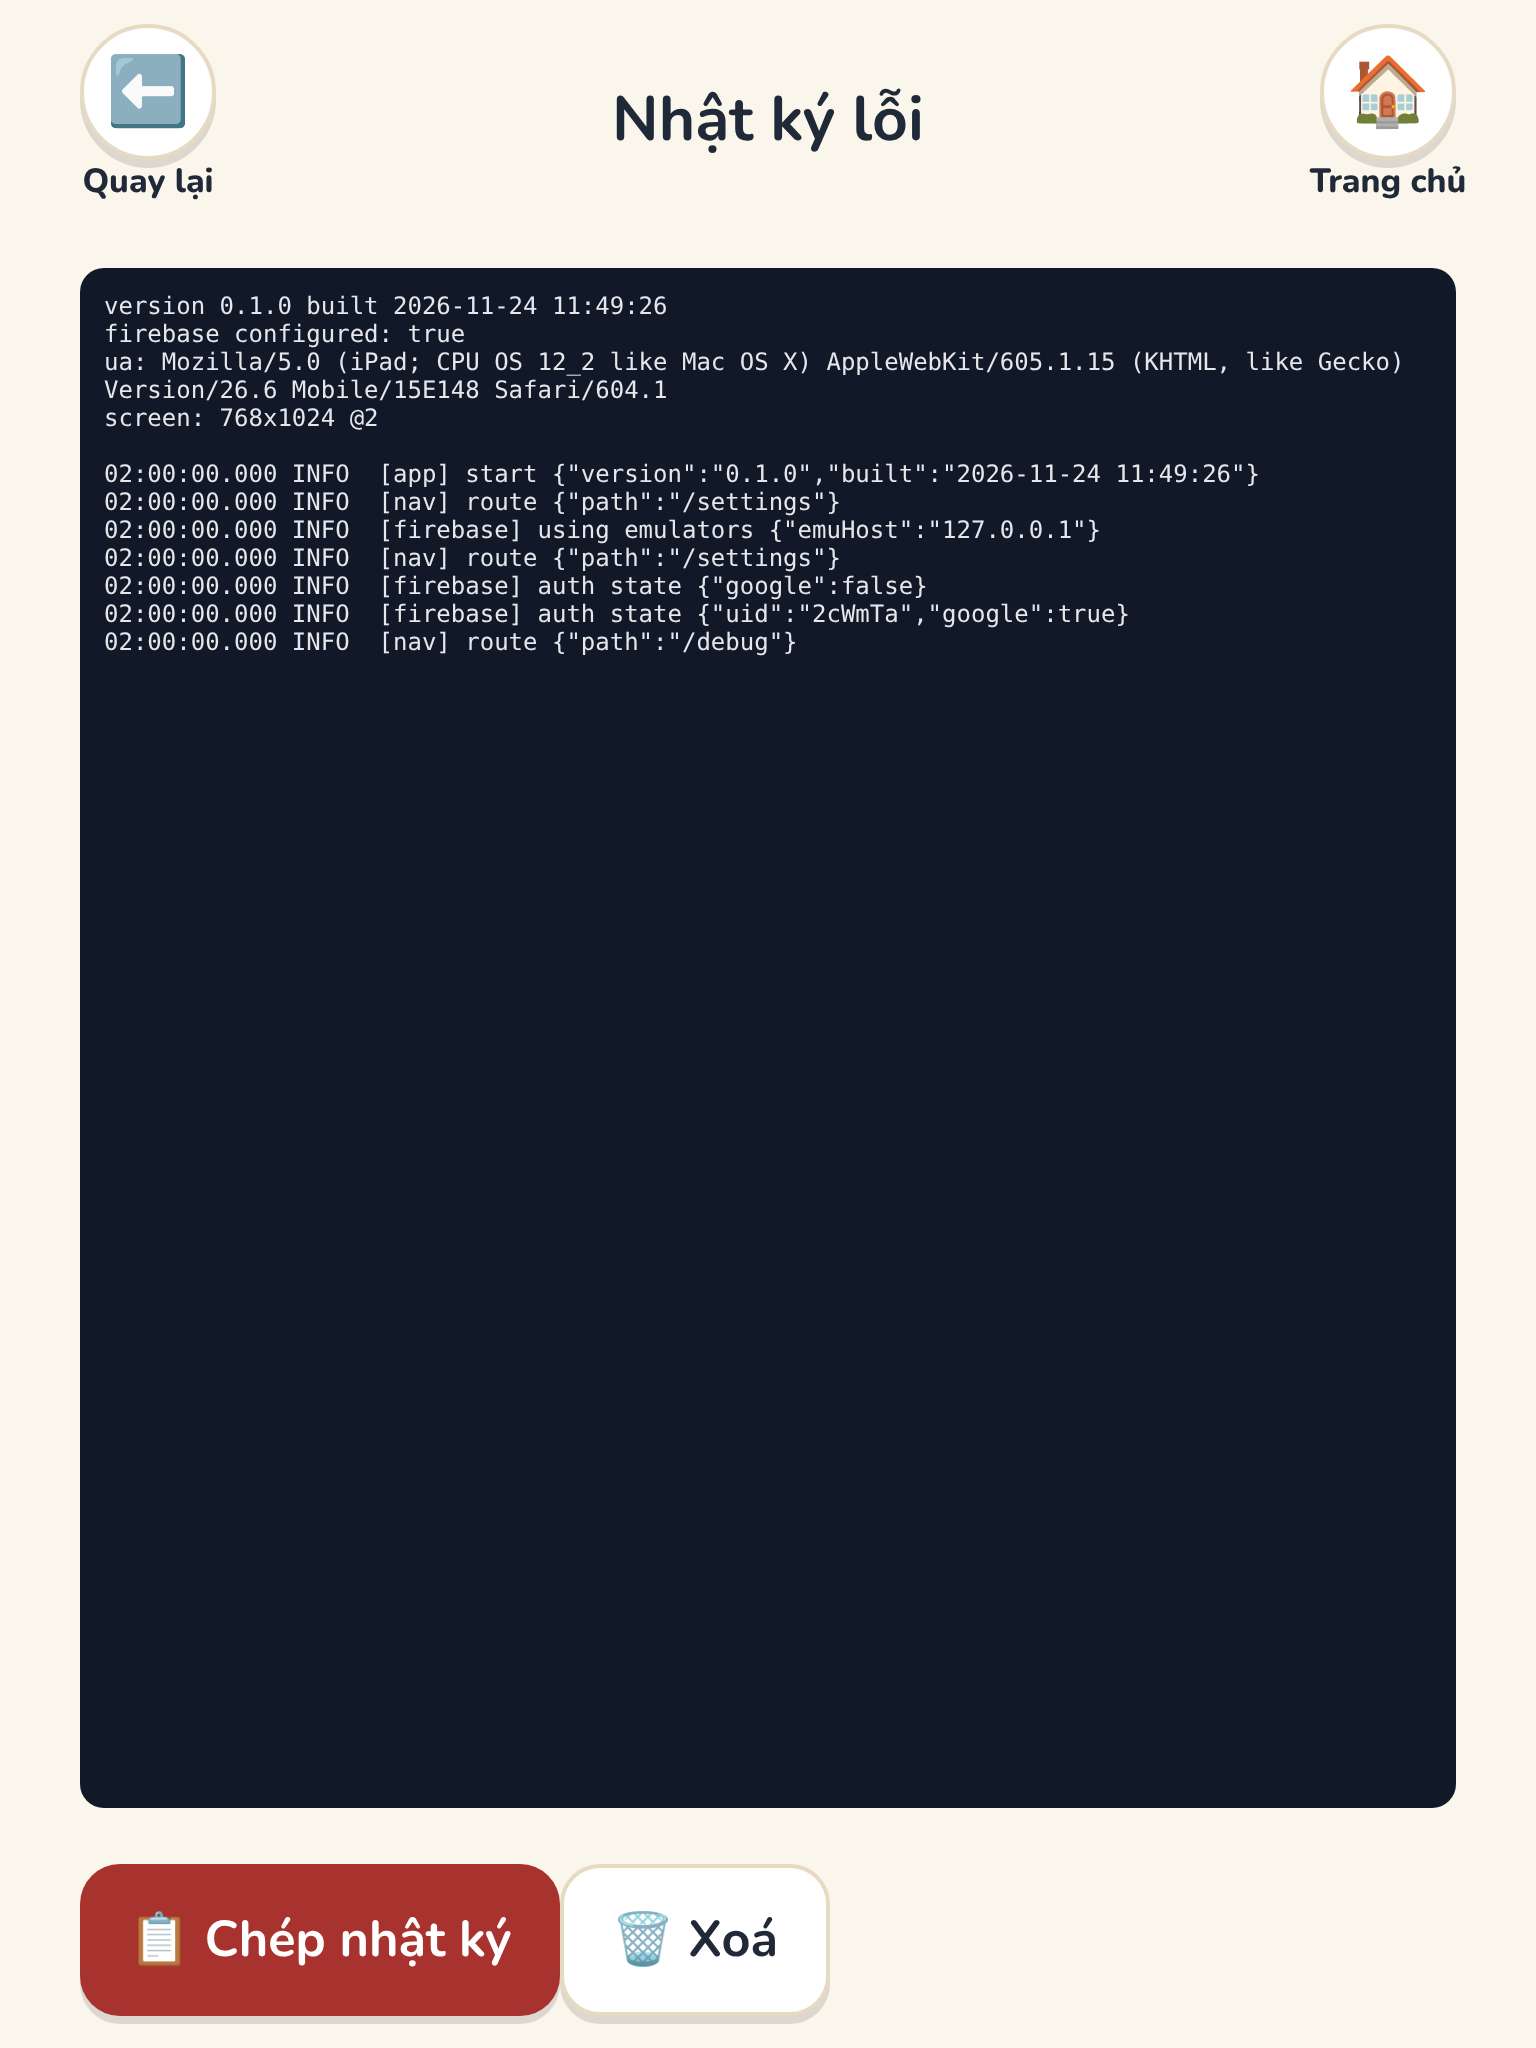 Nhật ký lỗi
Quay lại
Trang chủ
version 0.1.0 built 2026-11-24 11:49:26
firebase configured: true
ua: Mozilla/5.0 (iPad; CPU OS 12_2 like Mac OS X) AppleWebKit/605.1.15 (KHTML, like Gecko)
Version/26.6 Mobile/15E148 Safari/604.1
screen: 768x1024 @2
02:00:00.000 INFO  [app] start {"version":"0.1.0","built":"2026-11-24 11:49:26"}
02:00:00.000 INFO  [nav] route {"path":"/settings"}
02:00:00.000 INFO  [firebase] using emulators {"emuHost":"127.0.0.1"}
02:00:00.000 INFO  [nav] route {"path":"/settings"}
02:00:00.000 INFO  [firebase] auth state {"google":false}
02:00:00.000 INFO  [firebase] auth state {"uid":"2cWmTa","google":true}
02:00:00.000 INFO  [nav] route {"path":"/debug"}
Chép nhật ký
Xoá